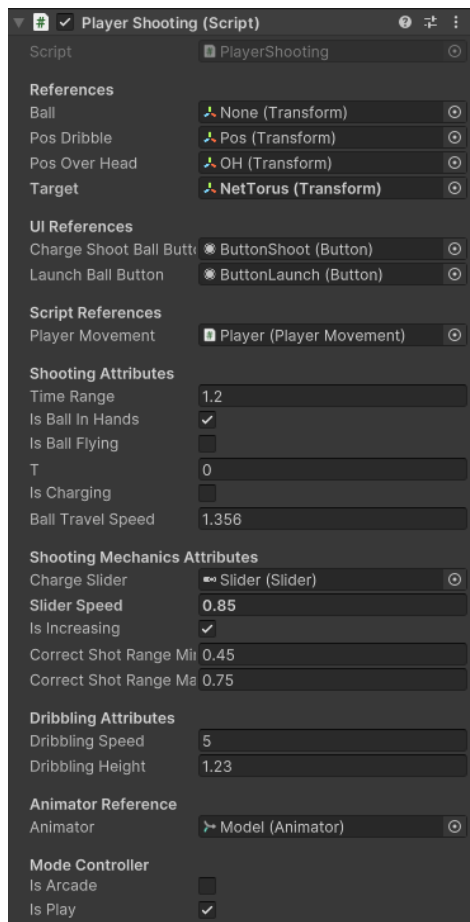 Player Shooting (Script)
Script PlayerShooting
References
Ball None (Transform)
Pos Dribble Pos (Transform)
Pos Over Head OH (Transform)
Target NetTorus (Transform)
UI References
Charge Shoot Ball Butt ButtonShoot (Button)
Launch Ball Button ButtonLaunch (Button)
Script References
Player Movement Player (Player Movement)
Shooting Attributes
Time Range 1.2
Is Ball In Hands
Is Ball Flying
T 0
Is Charging
Ball Travel Speed 1.356
Shooting Mechanics Attributes
Charge Slider Slider (Slider)
Slider Speed 0.85
Is Increasing
Correct Shot Range Mi 0.45
Correct Shot Range Ma 0.75
Dribbling Attributes
Dribbling Speed 5
Dribbling Height 1.23
Animator Reference
Animator Model (Animator)
Mode Controller
Is Arcade
Is Play